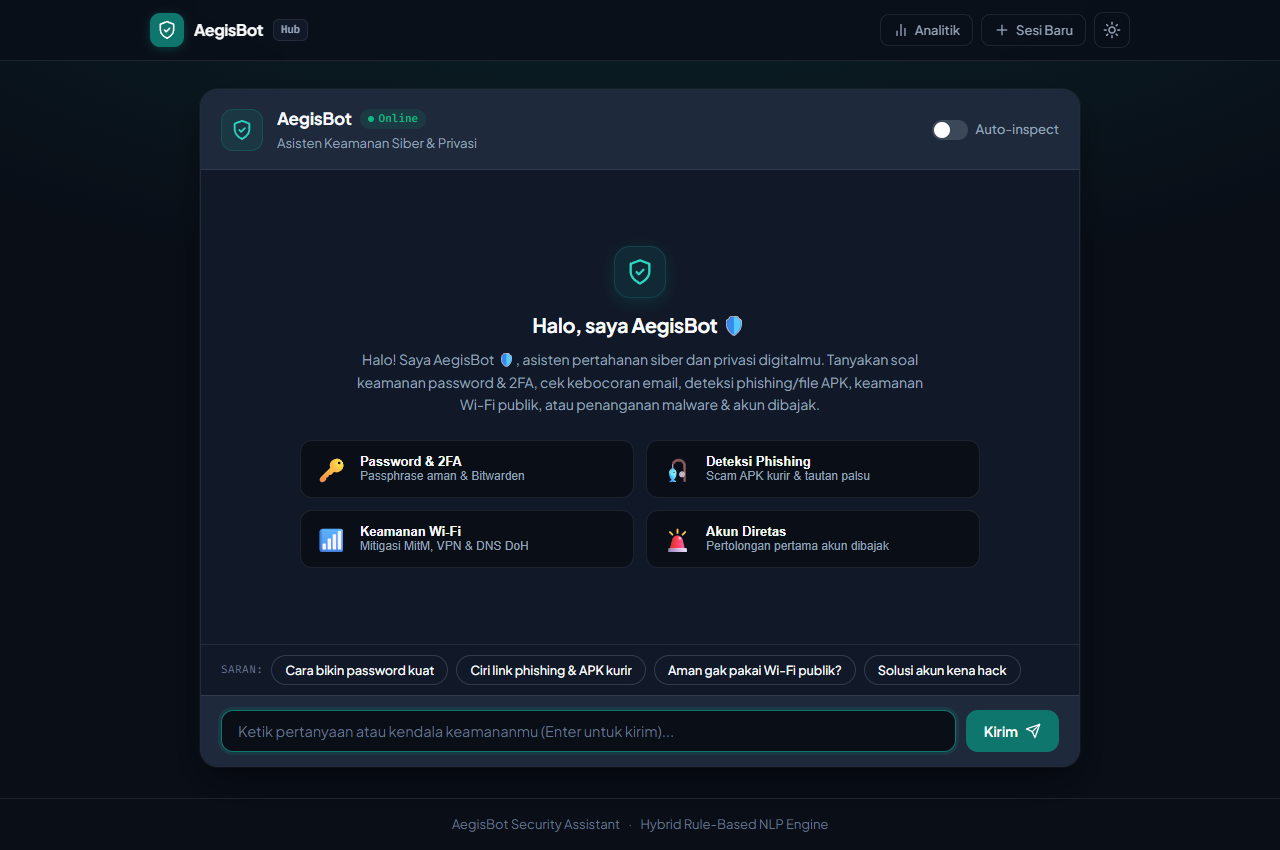 AegisBot Hub
Analitik
Sesi Baru
AegisBot
Online
Asisten Keamanan Siber & Privasi
Auto-inspect
Halo, saya AegisBot 🛡️
Halo! Saya AegisBot 🛡️, asisten pertahanan siber dan privasi digitalmu. Tanyakan soal
keamanan password & 2FA, cek kebocoran email, deteksi phishing/file APK, keamanan
Wi-Fi publik, atau penanganan malware & akun dibajak.
Password & 2FA
Passphrase aman & Bitwarden
Deteksi Phishing
Scam APK kurir & tautan palsu
Keamanan Wi-Fi
Mitigasi MitM, VPN & DNS DoH
Akun Diretas
Pertolongan pertama akun dibajak
SARAN:
Cara bikin password kuat
Ciri link phishing & APK kurir
Aman gak pakai Wi-Fi publik?
Solusi akun kena hack
Ketik pertanyaan atau kendala keamananmu (Enter untuk kirim)...
Kirim
AegisBot Security Assistant · Hybrid Rule-Based NLP Engine